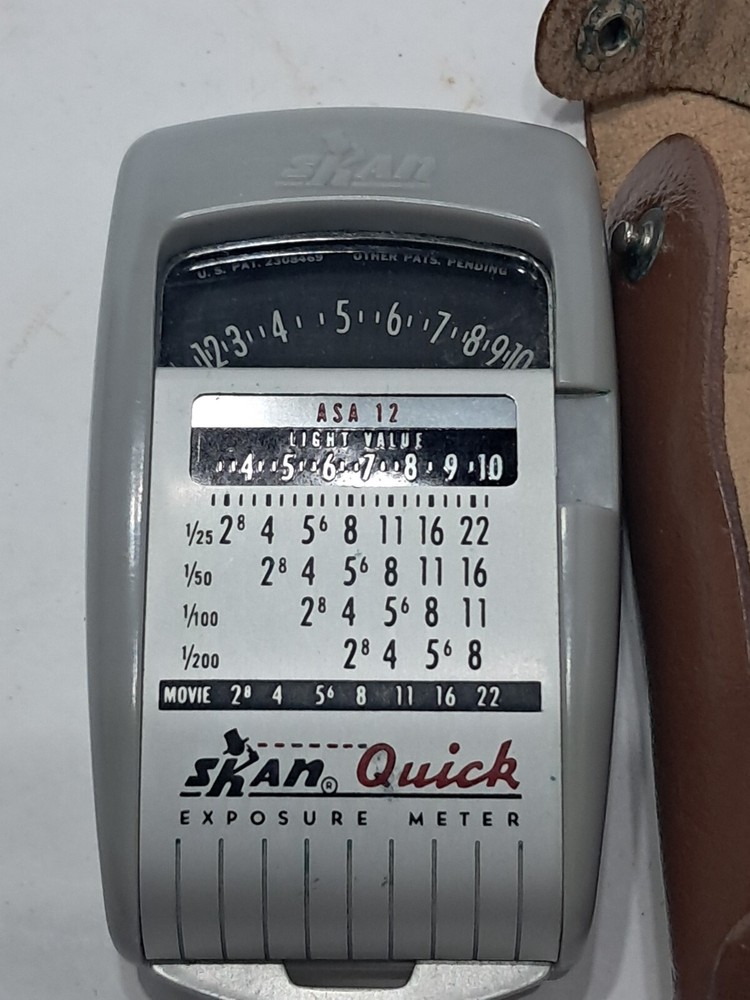 SKAN
U.S. PAT. 2308469 OTHER PATS. PENDING
1 2 3 4 5 6 7 8 9 10
ASA 12
LIGHT VALUE
4 5 6 7 8 9 10
1/25 2⁸ 4 5⁶ 8 11 16 22
1/50 2⁸ 4 5⁶ 8 11 16
1/100 2⁸ 4 5⁶ 8 11
1/200 2⁸ 4 5⁶ 8
MOVIE 2⁸ 4 5⁶ 8 11 16 22
SKAN® Quick
EXPOSURE METER